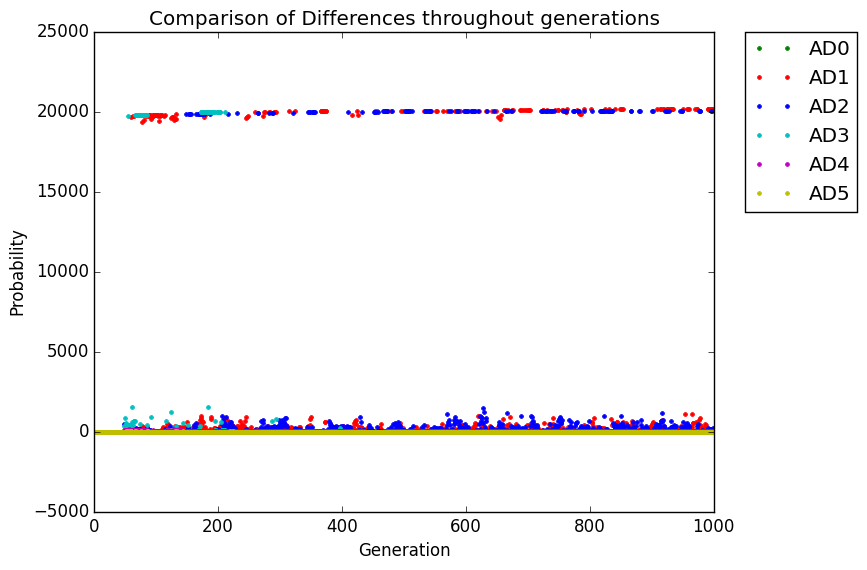 Comparison of Differences throughout generations
25000
20000
15000
10000
5000
0
−5000
Probability
0 200 400 600 800 1000
Generation
AD0
AD1
AD2
AD3
AD4
AD5